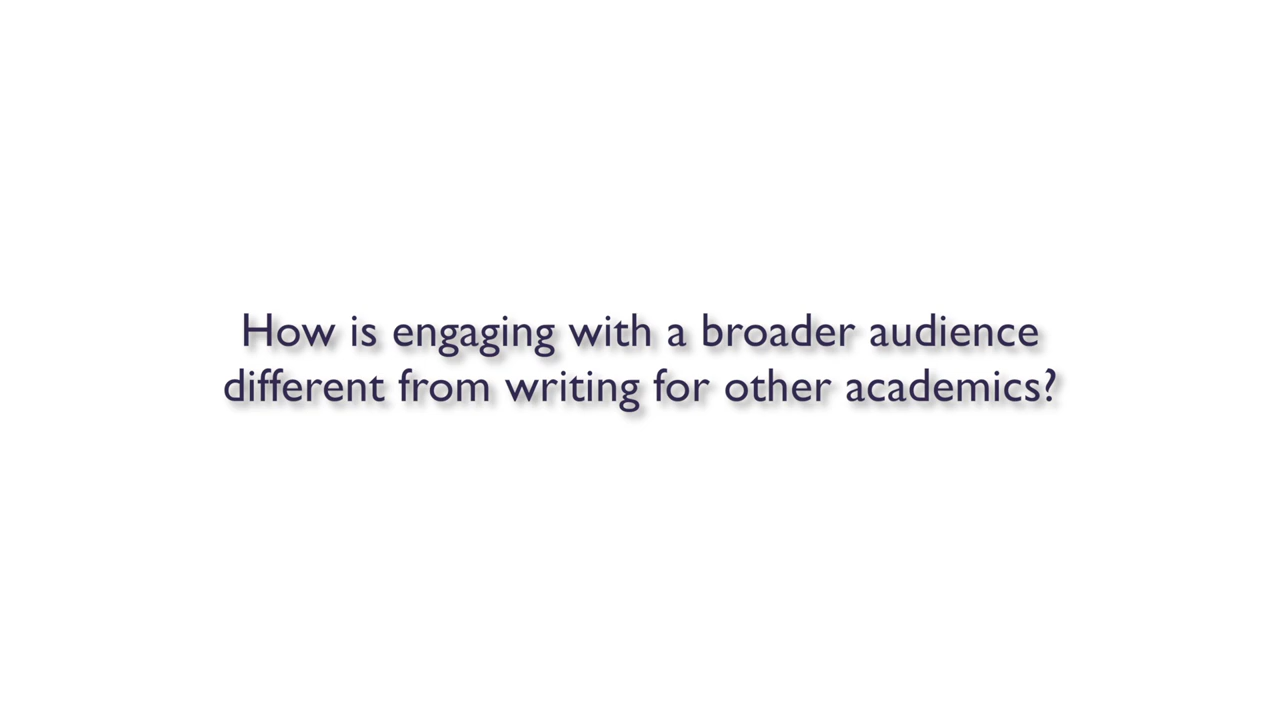 How is engaging with a broader audience
different from writing for other academics?